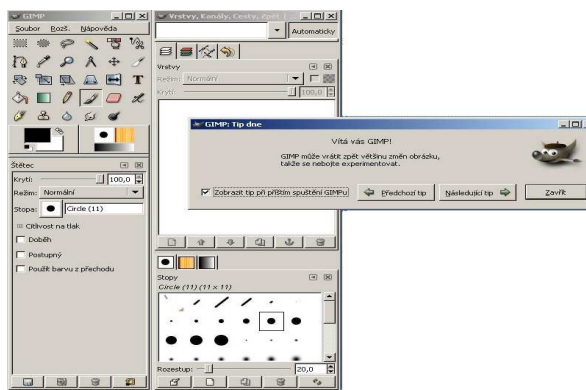 GIMP
Soubor Rozš. Nápověda
Štětec
Krytí: 100,0
Režim: Normální
Stopa: Circle (11)
Citlivost na tlak
Doběh
Postupný
Použít barvu z přechodu
Vrstvy, Kanály, Cesty, Zpět
Automaticky
Vrstvy
Režim: Normální
Krytí: 100,0
Stopy
Circle (11) (11 x 11)
Rozestup: 20,0
GIMP: Tip dne
Vítá vás GIMP!
GIMP může vrátit zpět většinu změn obrázku,
takže se nebojte experimentovat.
Zobrazit tip při příštím spuštění GIMPu
Předchozí tip
Následující tip
Zavřít